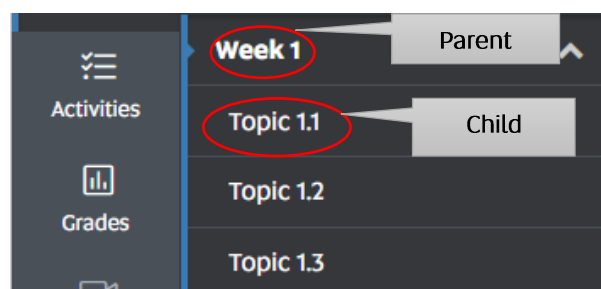 Week 1
Parent
Activities
Topic 1.1
Child
Topic 1.2
Grades
Topic 1.3